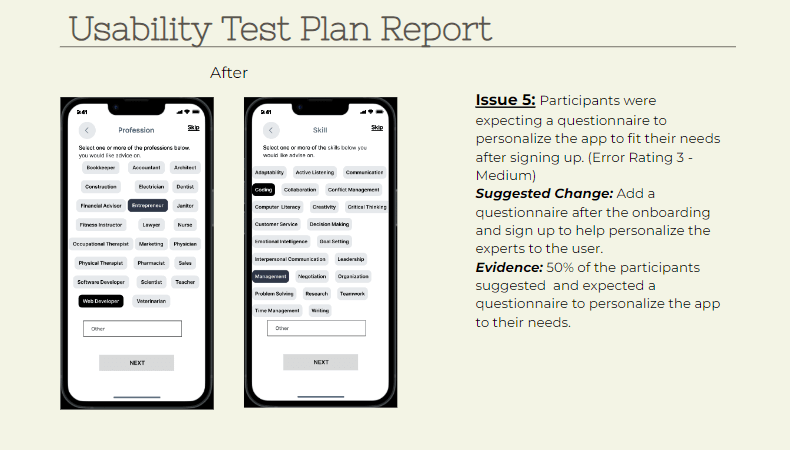 Usability Test Plan Report
After
9:41
Profession
Skip
Select one or more of the professions below,
you would like advice on.
Bookkeeper Accountant Architect
Construction Electrician Dentist
Financial Advisor Entrepreneur Janitor
Fitness Instructor Lawyer Nurse
Occupational Therapist Marketing Physician
Physical Therapist Pharmacist Sales
Software Developer Scientist Teacher
Web Developer Veterinarian
Other
NEXT
9:41
Skill
Skip
Select one or more of the skills below you
would like advise on.
Adaptability Active Listening Communication
Coding Collaboration Conflict Management
Computer Literacy Creativity Critical Thinking
Customer Service Decision Making
Emotional Intelligence Goal Setting
Interpersonal Communication Leadership
Management Negotiation Organization
Problem Solving Research Teamwork
Time Management Writing
Other
NEXT
Issue 5: Participants were
expecting a questionnaire to
personalize the app to fit their needs
after signing up. (Error Rating 3 -
Medium)
Suggested Change: Add a
questionnaire after the onboarding
and sign up to help personalize the
experts to the user.
Evidence: 50% of the participants
suggested and expected a
questionnaire to personalize the app
to their needs.